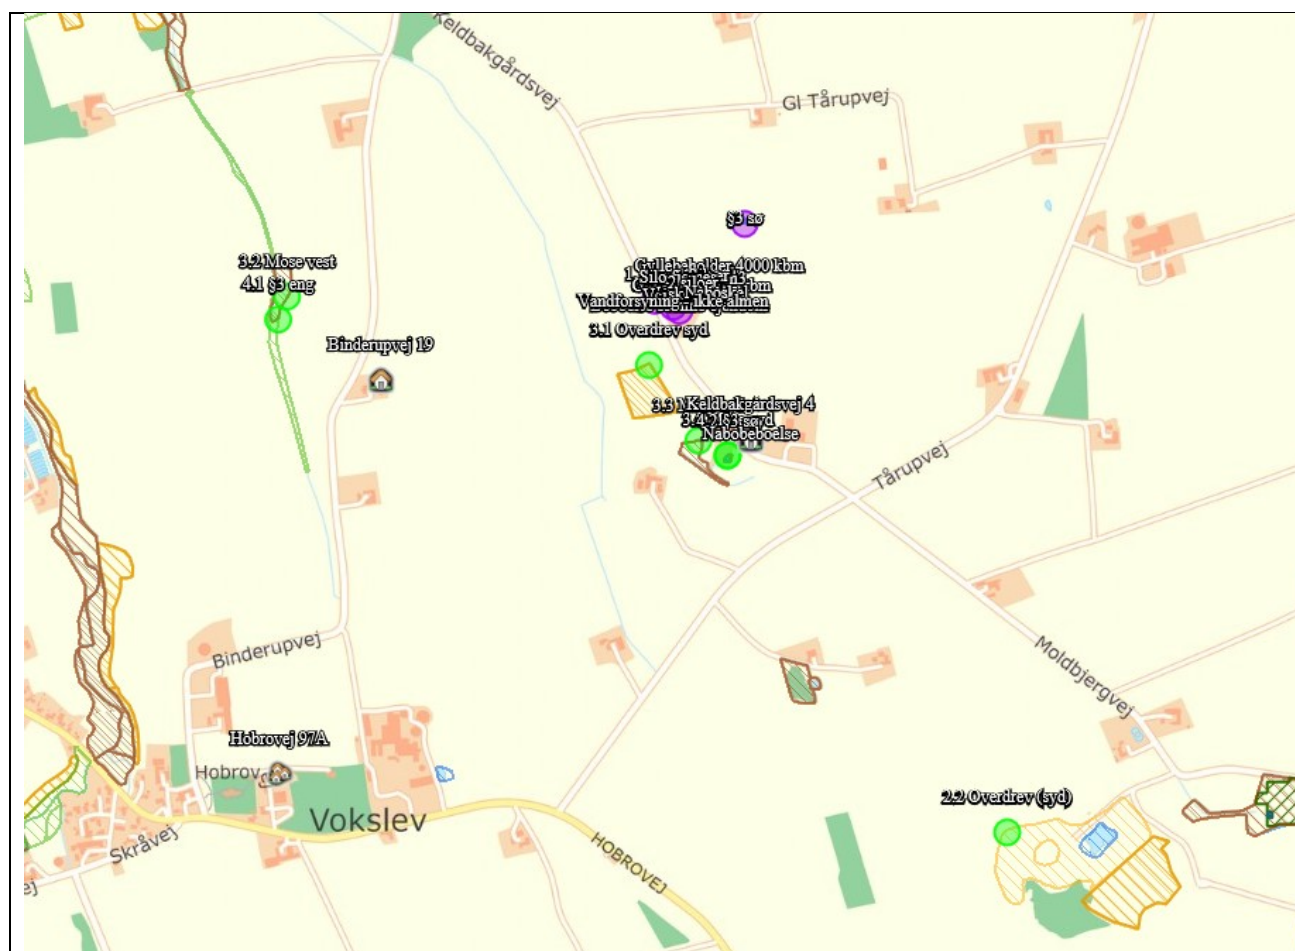 Keldbakgårdsvej
Gl Tårupvej
§3 sø
3.2 Mose vest
4.1 §3 eng
Gyllebeholder 4000 kbm
Vandforsyning, ikke almen
3.1 Overdrev syd
Binderupvej 19
Keldbakgårdsvej 4
Nabobeboelse
Tårupvej
Binderupvej
Moldbjergvej
Hobrovej 97A
Hobrov
2.2 Overdrev (syd)
Vokslev
Skråvej
HOBROVEJ
ej